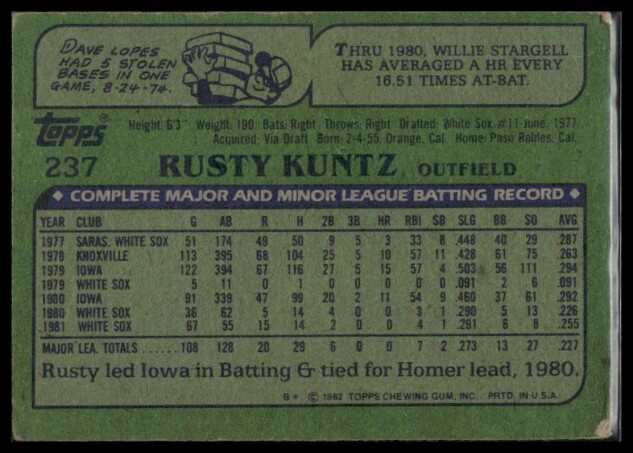 DAVE LOPES
HAD 5 STOLEN
BASES IN ONE
GAME, 8-24-74.
THRU 1980, WILLIE STARGELL
HAS AVERAGED A HR EVERY
16.51 TIMES AT-BAT.
Topps®
Height: 6'3" Weight: 190 Bats: Right Throws: Right Drafted: White Sox #11-June, 1977
Acquired: Via Draft Born: 2-4-55, Orange, Cal. Home: Paso Robles, Cal.
237 RUSTY KUNTZ OUTFIELD
COMPLETE MAJOR AND MINOR LEAGUE BATTING RECORD
YEAR CLUB G AB R H 2B 3B HR RBI SB SLG BB SO AVG
1977 SARAS. WHITE SOX 51 174 49 50 9 5 3 33 8 .448 40 29 .287
1978 KNOXVILLE 113 395 68 104 25 5 10 57 11 .428 61 75 .263
1979 IOWA 122 394 67 116 27 5 15 57 4 .503 56 111 .294
1979 WHITE SOX 5 11 0 1 0 0 0 0 0 .091 2 6 .091
1980 IOWA 91 339 47 99 20 2 11 54 9 .460 37 61 .292
1980 WHITE SOX 36 62 5 14 4 0 0 3 1 .290 5 13 .226
1981 WHITE SOX 67 55 15 14 2 0 0 4 1 .291 6 8 .255
MAJOR LEA. TOTALS ...... 108 128 20 29 6 0 0 7 2 .273 13 27 .227
Rusty led Iowa in Batting & tied for Homer lead, 1980.
B* © 1982 TOPPS CHEWING GUM, INC. PRTD. IN U.S.A.